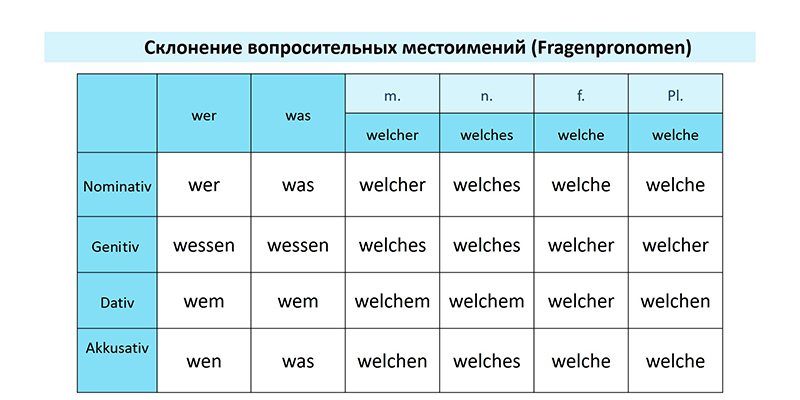 Склонение вопросительных местоимений (Fragenpronomen)
wer was m. n. f. Pl.
welcher welches welche welche
Nominativ wer was welcher welches welche welche
Genitiv wessen wessen welches welches welcher welcher
Dativ wem wem welchem welchem welcher welchen
Akkusativ wen was welchen welches welche welche